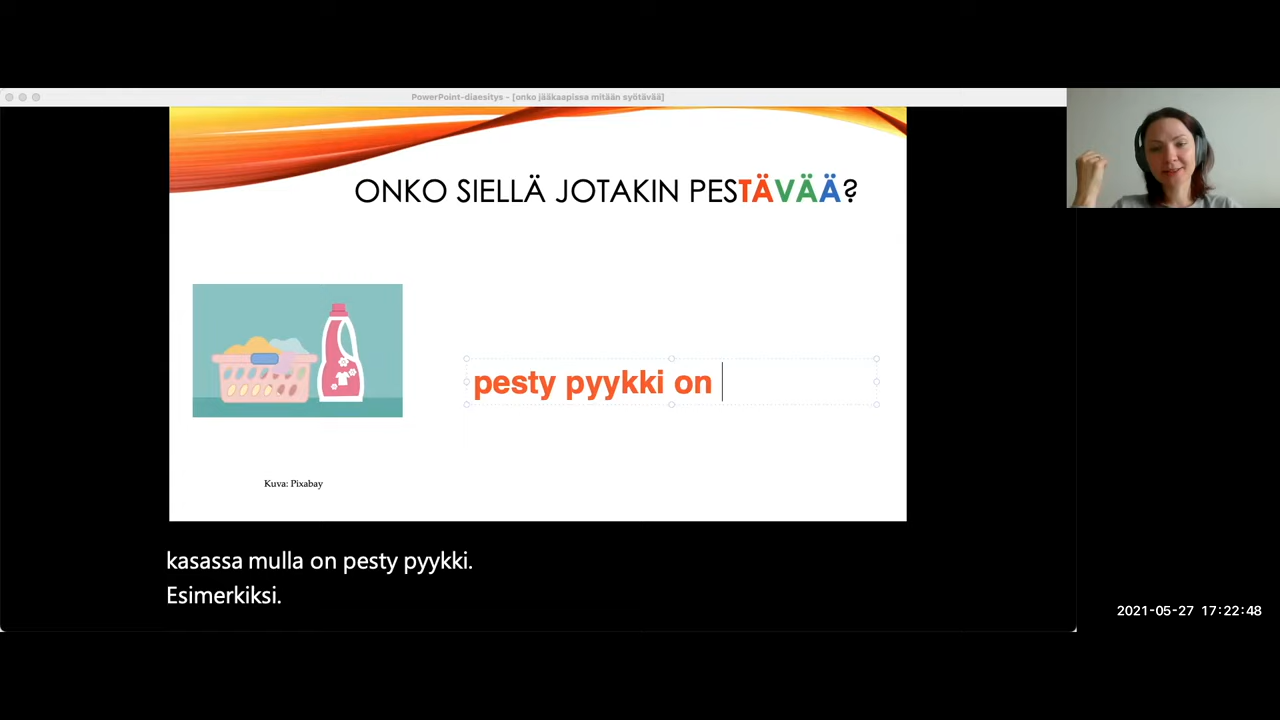 PowerPoint-diaesitys - [onko jääkaapissa mitään syötävää]
ONKO SIELLÄ JOTAKIN PESTÄVÄÄ?
pesty pyykki on
Kuva: Pixabay
kasassa mulla on pesty pyykki.
Esimerkiksi.
2021-05-27 17:22:48